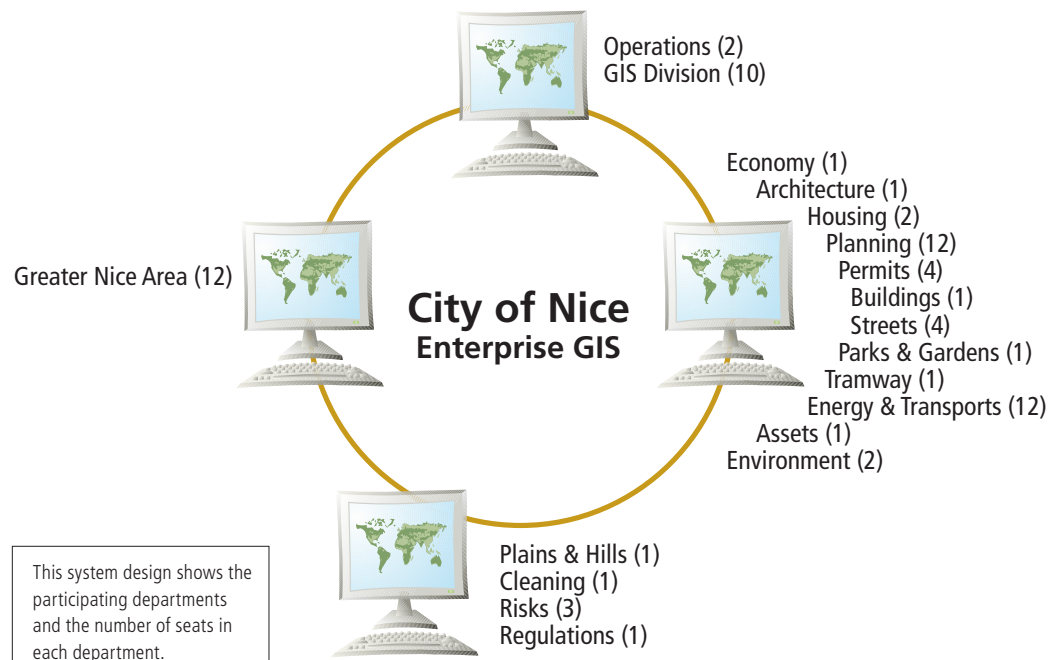 Operations (2)
GIS Division (10)
Economy (1)
Architecture (1)
Housing (2)
Planning (12)
Permits (4)
Buildings (1)
Streets (4)
Parks & Gardens (1)
Tramway (1)
Energy & Transports (12)
Assets (1)
Environment (2)
Greater Nice Area (12)
City of Nice
Enterprise GIS
Plains & Hills (1)
Cleaning (1)
Risks (3)
Regulations (1)
This system design shows the
participating departments
and the number of seats in
each department.